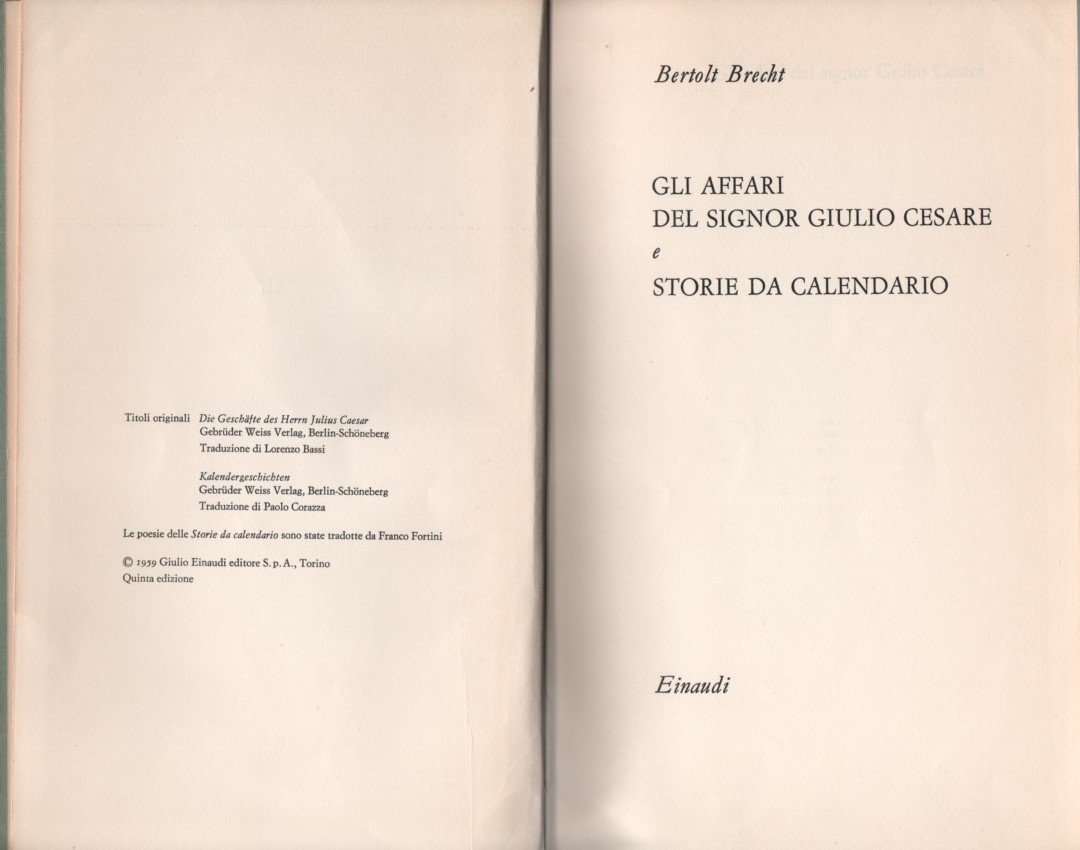 Titoli originali Die Geschäfte des Herrn Julius Caesar
Gebrüder Weiss Verlag, Berlin-Schöneberg
Traduzione di Lorenzo Bassi
Kalendergeschichten
Gebrüder Weiss Verlag, Berlin-Schöneberg
Traduzione di Paolo Corazza
Le poesie delle Storie da calendario sono state tradotte da Franco Fortini
© 1959 Giulio Einaudi editore S.p.A., Torino
Quinta edizione
Bertolt Brecht
GLI AFFARI
DEL SIGNOR GIULIO CESARE
e
STORIE DA CALENDARIO
Einaudi